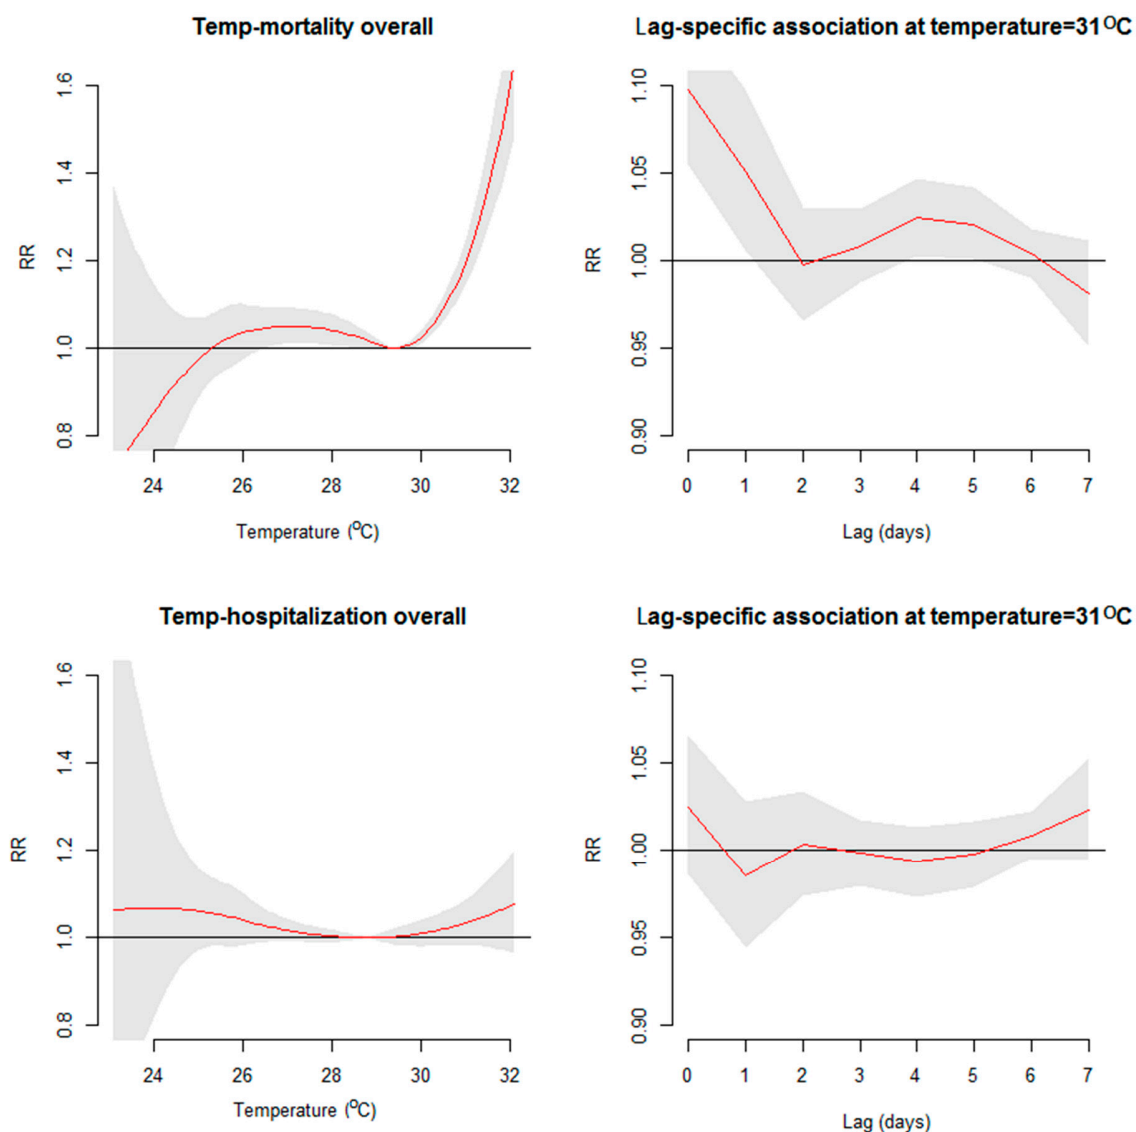 Temp-mortality overall
RR
1.6
1.4
1.2
1.0
0.8
24 26 28 30 32
Temperature (°C)
Lag-specific association at temperature=31°C
RR
1.10
1.05
1.00
0.95
0.90
0 1 2 3 4 5 6 7
Lag (days)
Temp-hospitalization overall
RR
1.6
1.4
1.2
1.0
0.8
24 26 28 30 32
Temperature (°C)
Lag-specific association at temperature=31°C
RR
1.10
1.05
1.00
0.95
0.90
0 1 2 3 4 5 6 7
Lag (days)